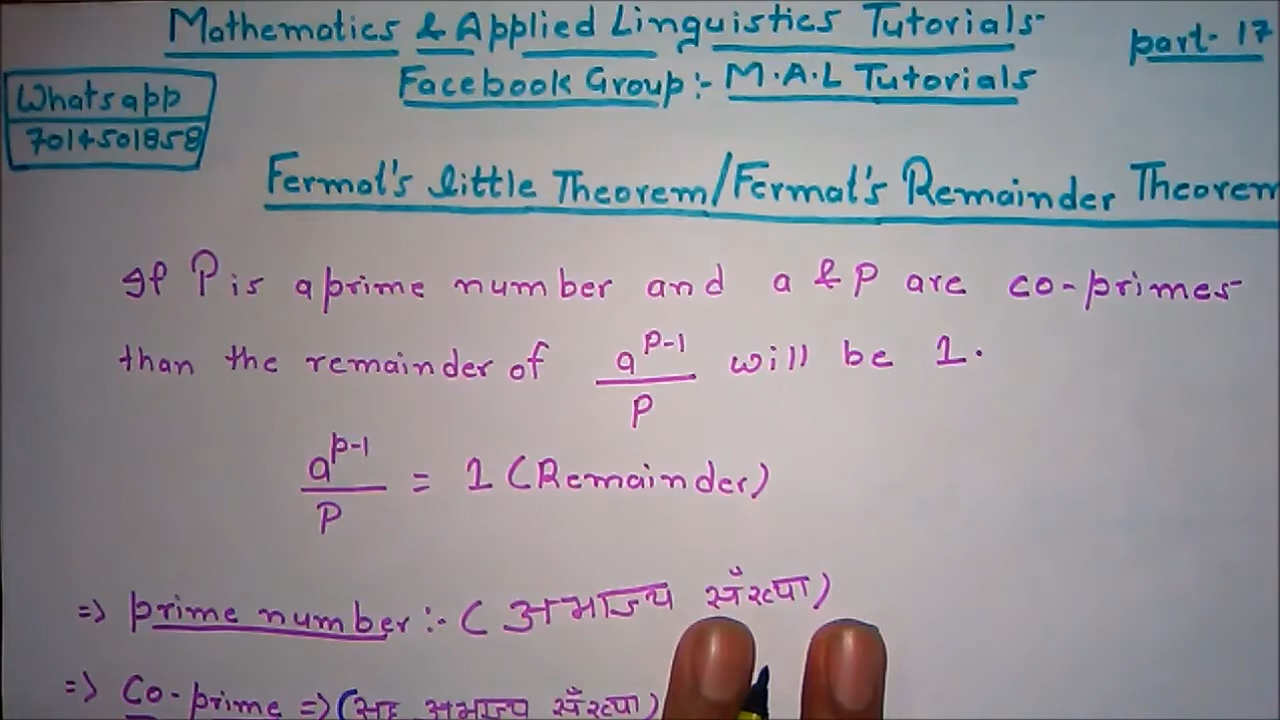 Mathematics & Applied Linguistics Tutorials
part- 17
Facebook Group:- M.A.L Tutorials
Whatsapp
7014501858
Fermat's little Theorem/Fermat's Remainder Theorem
If P is a prime number and a & p are co-primes
than the remainder of a^(p-1)/p will be 1.
a^(p-1)/p = 1 (Remainder)
=> prime number:- (अभाज्य सँख्या)
=> Co-prime => (सह अभाज्य सँख्या)